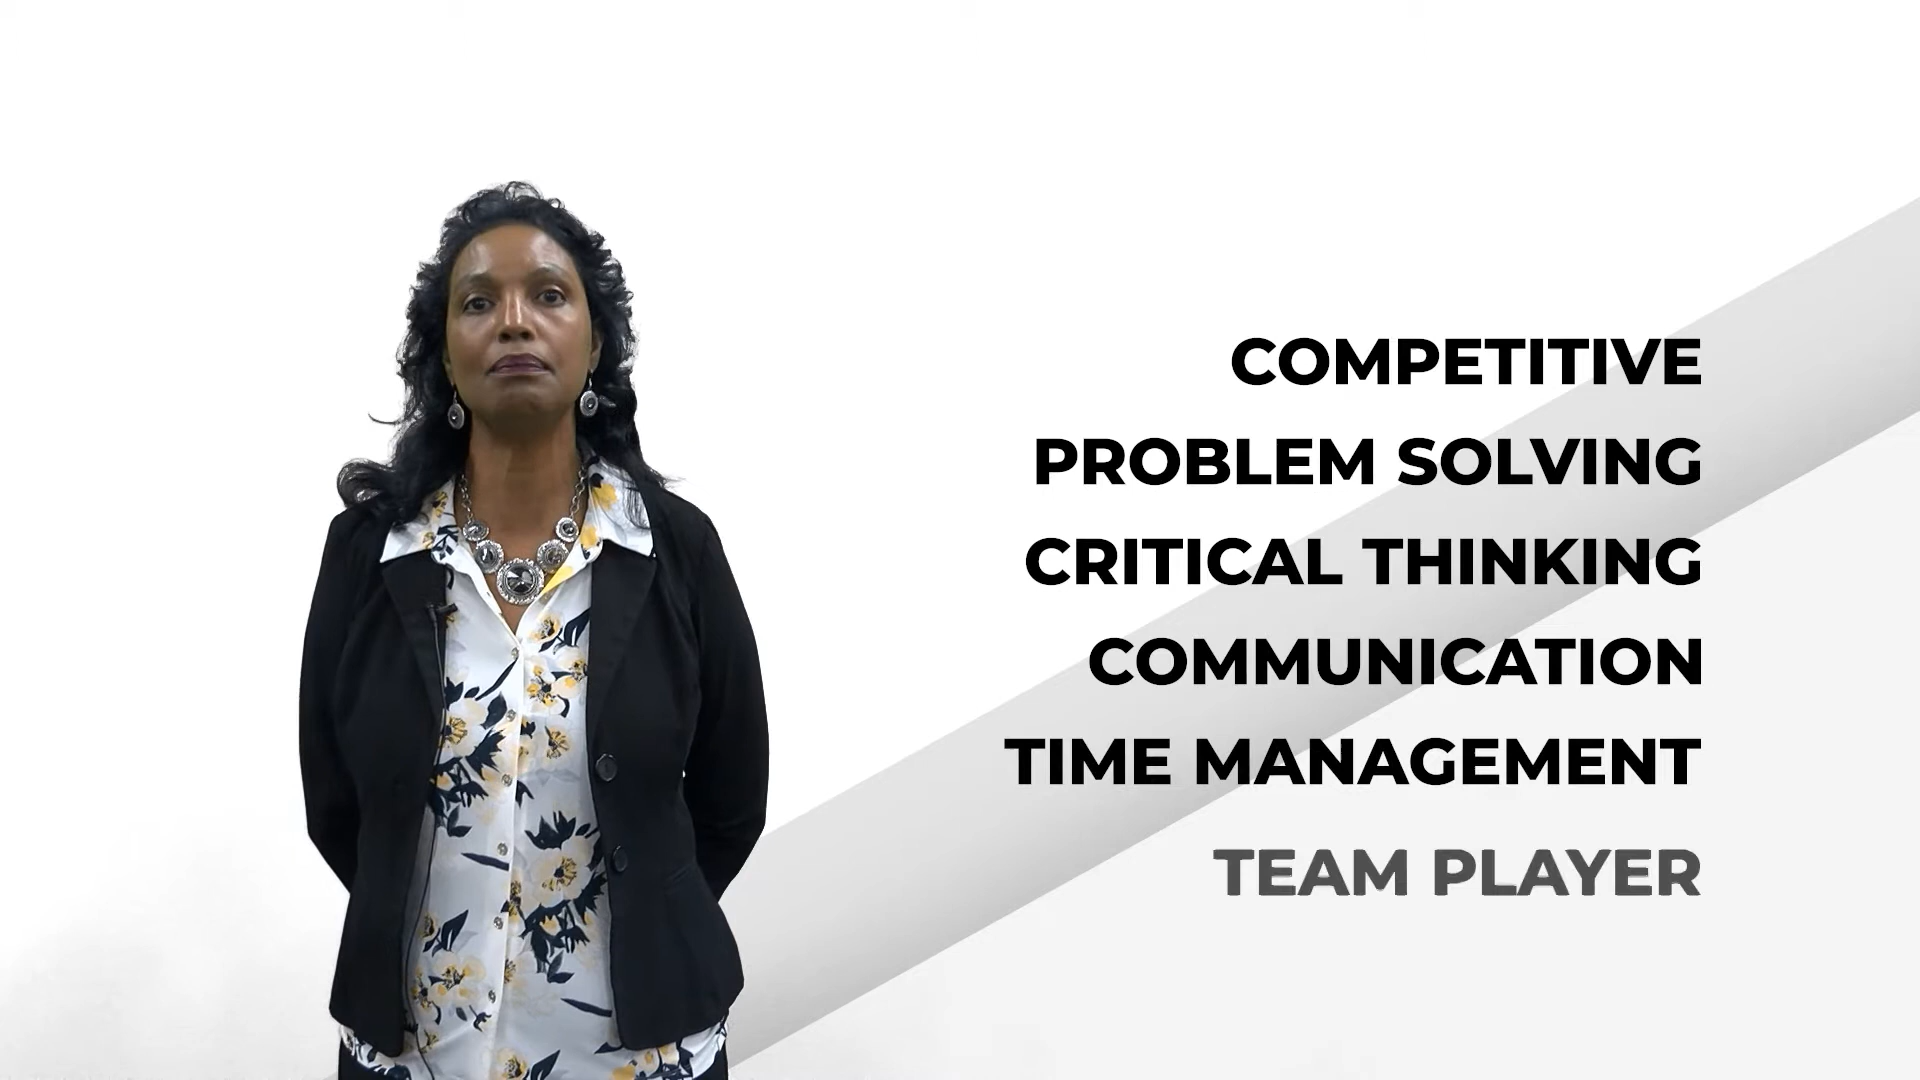 COMPETITIVE
PROBLEM SOLVING
CRITICAL THINKING
COMMUNICATION
TIME MANAGEMENT
TEAM PLAYER